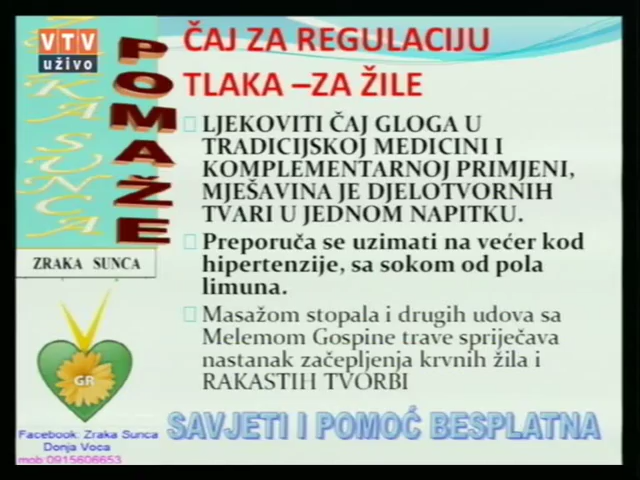 VTV
uživo
ZRAKA SUNCA
POMAŽE
ČAJ ZA REGULACIJU
TLAKA –ZA ŽILE
LJEKOVITI ČAJ GLOGA U
TRADICIJSKOJ MEDICINI I
KOMPLEMENTARNOJ PRIMJENI,
MJEŠAVINA JE DJELOTVORNIH
TVARI U JEDNOM NAPITKU.
Preporuča se uzimati na većer kod
hipertenzije, sa sokom od pola
limuna.
Masažom stopala i drugih udova sa
Melemom Gospine trave spriječava
nastanak začepljenja krvnih žila i
RAKASTIH TVORBI
ZRAKA SUNCA
GR
SAVJETI I POMOĆ BESPLATNA
Facebook: Zraka Sunca
Donja Voca
mob:0915606653